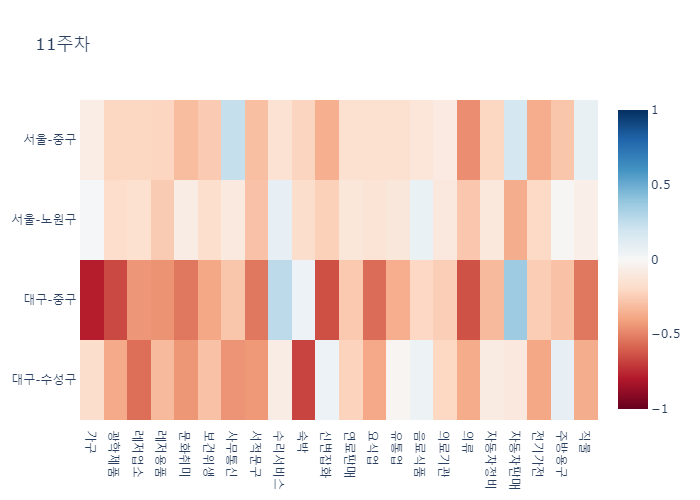 11주차
서울-중구
서울-노원구
대구-중구
대구-수성구
가구
광학제품
레저업소
레저용품
문화취미
보건위생
사무통신
서적문구
수리서비스
숙박
신변잡화
연료판매
요식업
유통업
음료식품
의료기관
의류
자동차정비
자동차판매
전기가전
주방용구
직물
1
0.5
0
−0.5
−1